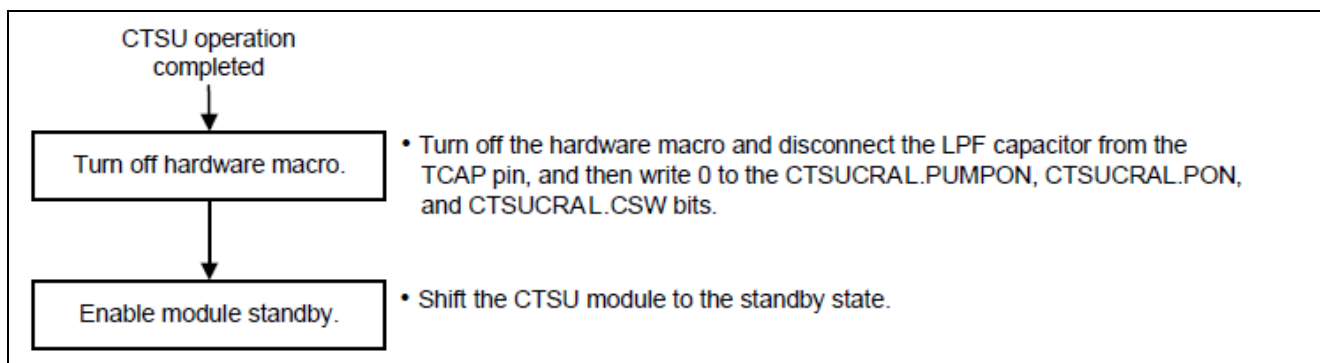 CTSU operation
completed
Turn off hardware macro.
• Turn off the hardware macro and disconnect the LPF capacitor from the
TCAP pin, and then write 0 to the CTSUCRAL.PUMPON, CTSUCRAL.PON,
and CTSUCRAL.CSW bits.
Enable module standby.
• Shift the CTSU module to the standby state.